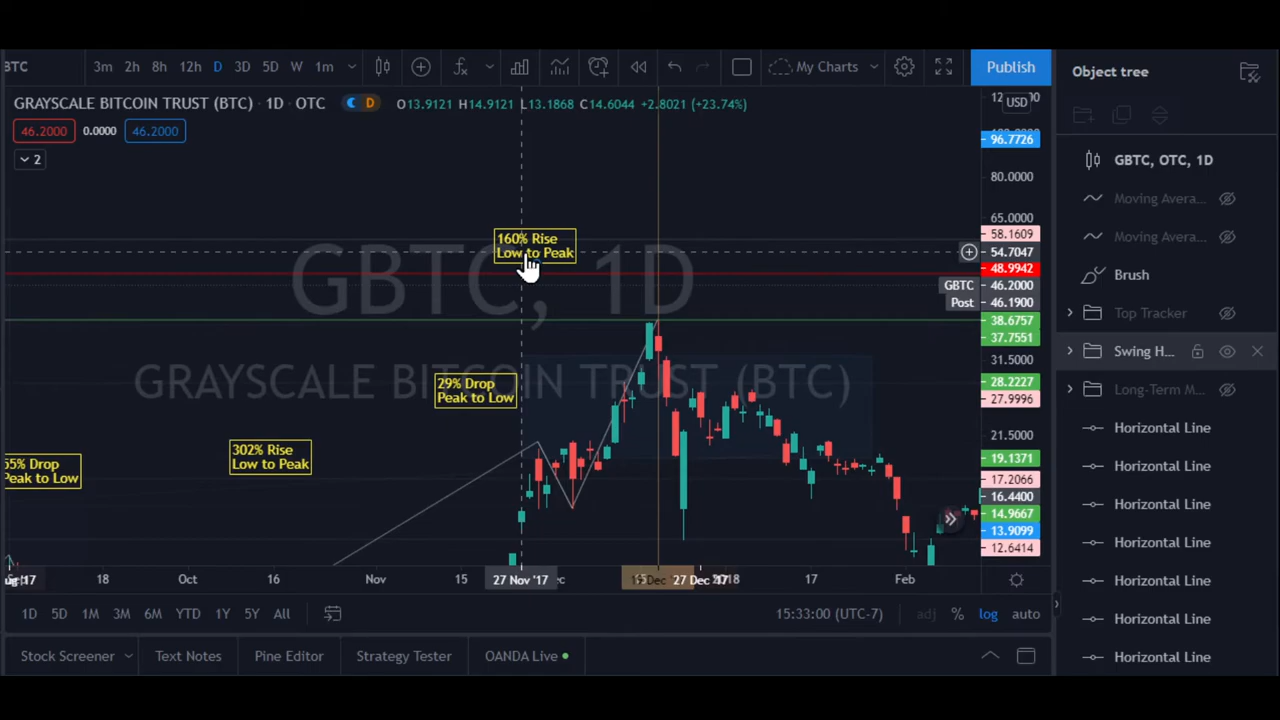 BTC
3m 2h 8h 12h D 3D 5D W 1m
My Charts
Publish
Object tree
GRAYSCALE BITCOIN TRUST (BTC) · 1D · OTC
D
O13.9121 H14.9121 L13.1868 C14.6044 +2.8021 (+23.74%)
46.2000 0.0000 46.2000
2
USD
96.7726
80.0000
65.0000
58.1609
54.7047
48.9942
GBTC 46.2000
Post 46.1900
38.6757
37.7551
31.5000
28.2227
27.9996
21.5000
19.1371
17.2066
16.4400
14.9667
13.9099
12.6414
GBTC, 1D
GRAYSCALE BITCOIN TRUST (BTC)
160% Rise
Low to Peak
29% Drop
Peak to Low
302% Rise
Low to Peak
55% Drop
Peak to Low
18 Oct 16 Nov 15 27 Nov '17 27 Dec '17 17 Feb
1D 5D 1M 3M 6M YTD 1Y 5Y All
15:33:00 (UTC-7)
adj % log auto
Stock Screener Text Notes Pine Editor Strategy Tester OANDA Live
GBTC, OTC, 1D
Moving Avera...
Moving Avera...
Brush
Top Tracker
Swing H...
Long-Term M...
Horizontal Line
Horizontal Line
Horizontal Line
Horizontal Line
Horizontal Line
Horizontal Line
Horizontal Line